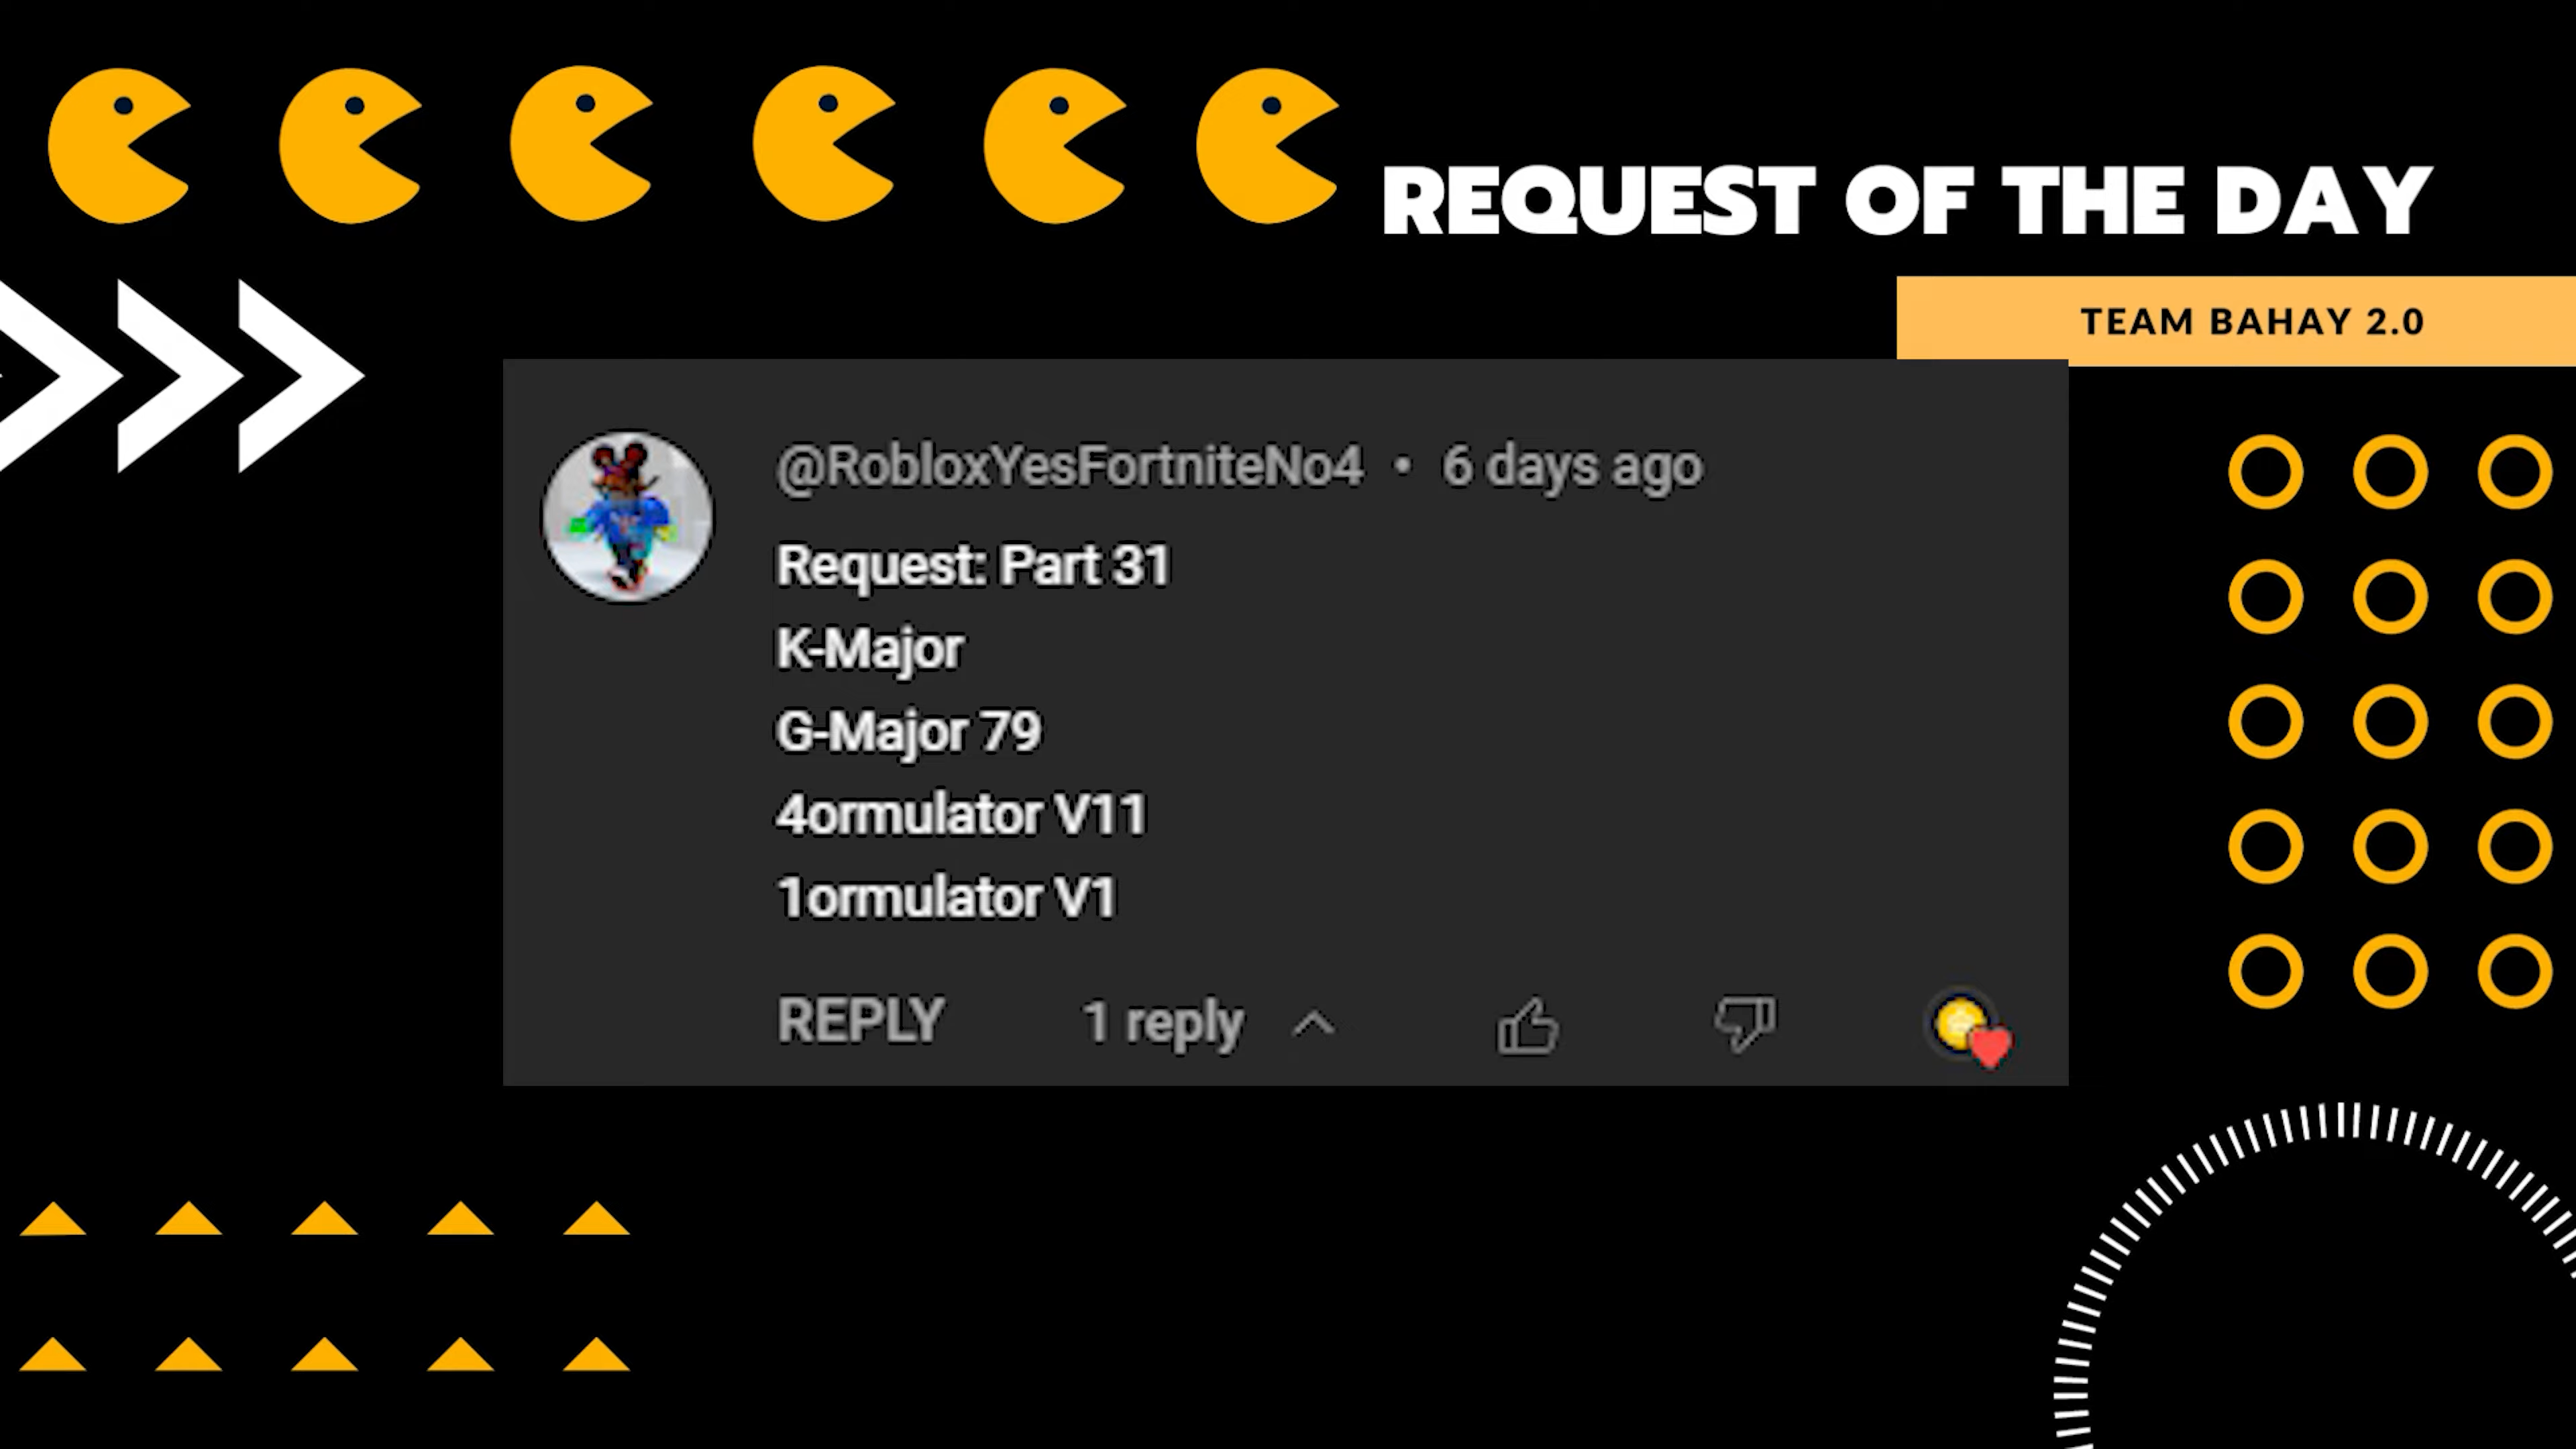 REQUEST OF THE DAY
TEAM BAHAY 2.0
@RobloxYesFortniteNo4 • 6 days ago
Request: Part 31
K-Major
G-Major 79
4ormulator V11
1ormulator V1
REPLY 1 reply